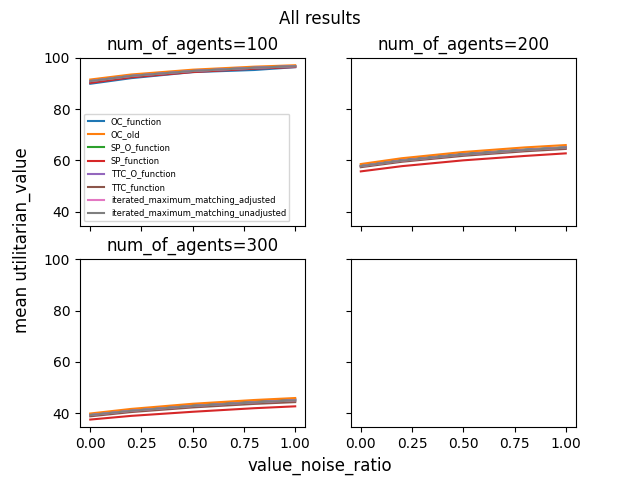 All results
num_of_agents=100
num_of_agents=200
100
80
60
40
OC_function
OC_old
SP_O_function
SP_function
TTC_O_function
TTC_function
iterated_maximum_matching_adjusted
iterated_maximum_matching_unadjusted
mean utilitarian_value
num_of_agents=300
100
80
60
40
0.00 0.25 0.50 0.75 1.00
0.00 0.25 0.50 0.75 1.00
value_noise_ratio